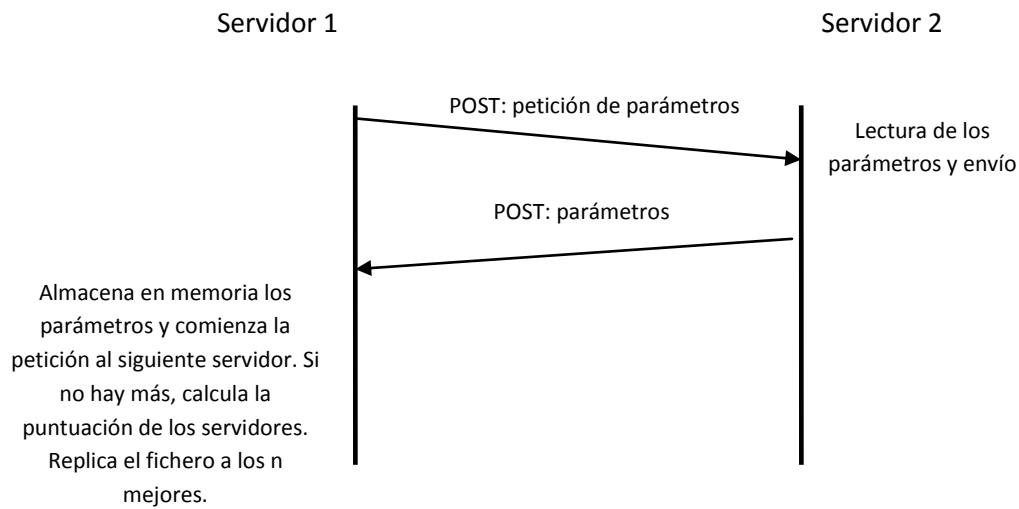 Servidor 1
Servidor 2
POST: petición de parámetros
Lectura de los
parámetros y envío
POST: parámetros
Almacena en memoria los
parámetros y comienza la
petición al siguiente servidor. Si
no hay más, calcula la
puntuación de los servidores.
Replica el fichero a los n
mejores.